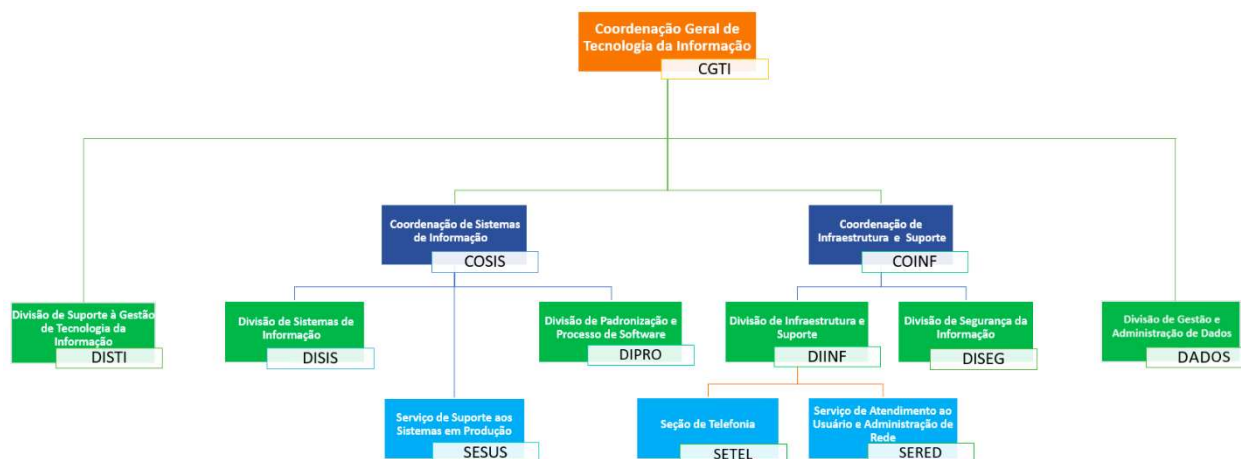 Coordenação Geral de
Tecnologia da Informação
CGTI
Coordenação de Sistemas
de Informação
COSIS
Coordenação de
Infraestrutura e Suporte
COINF
Divisão de Suporte à Gestão
de Tecnologia da
Informação
DISTI
Divisão de Sistemas de
Informação
DISIS
Divisão de Padronização e
Processo de Software
DIPRO
Divisão de Infraestrutura e
Suporte
DIINF
Divisão de Segurança da
Informação
DISEG
Divisão de Gestão e
Administração de Dados
DADOS
Serviço de Suporte aos
Sistemas em Produção
SESUS
Seção de Telefonia
SETEL
Serviço de Atendimento ao
Usuário e Administração de
Rede
SERED